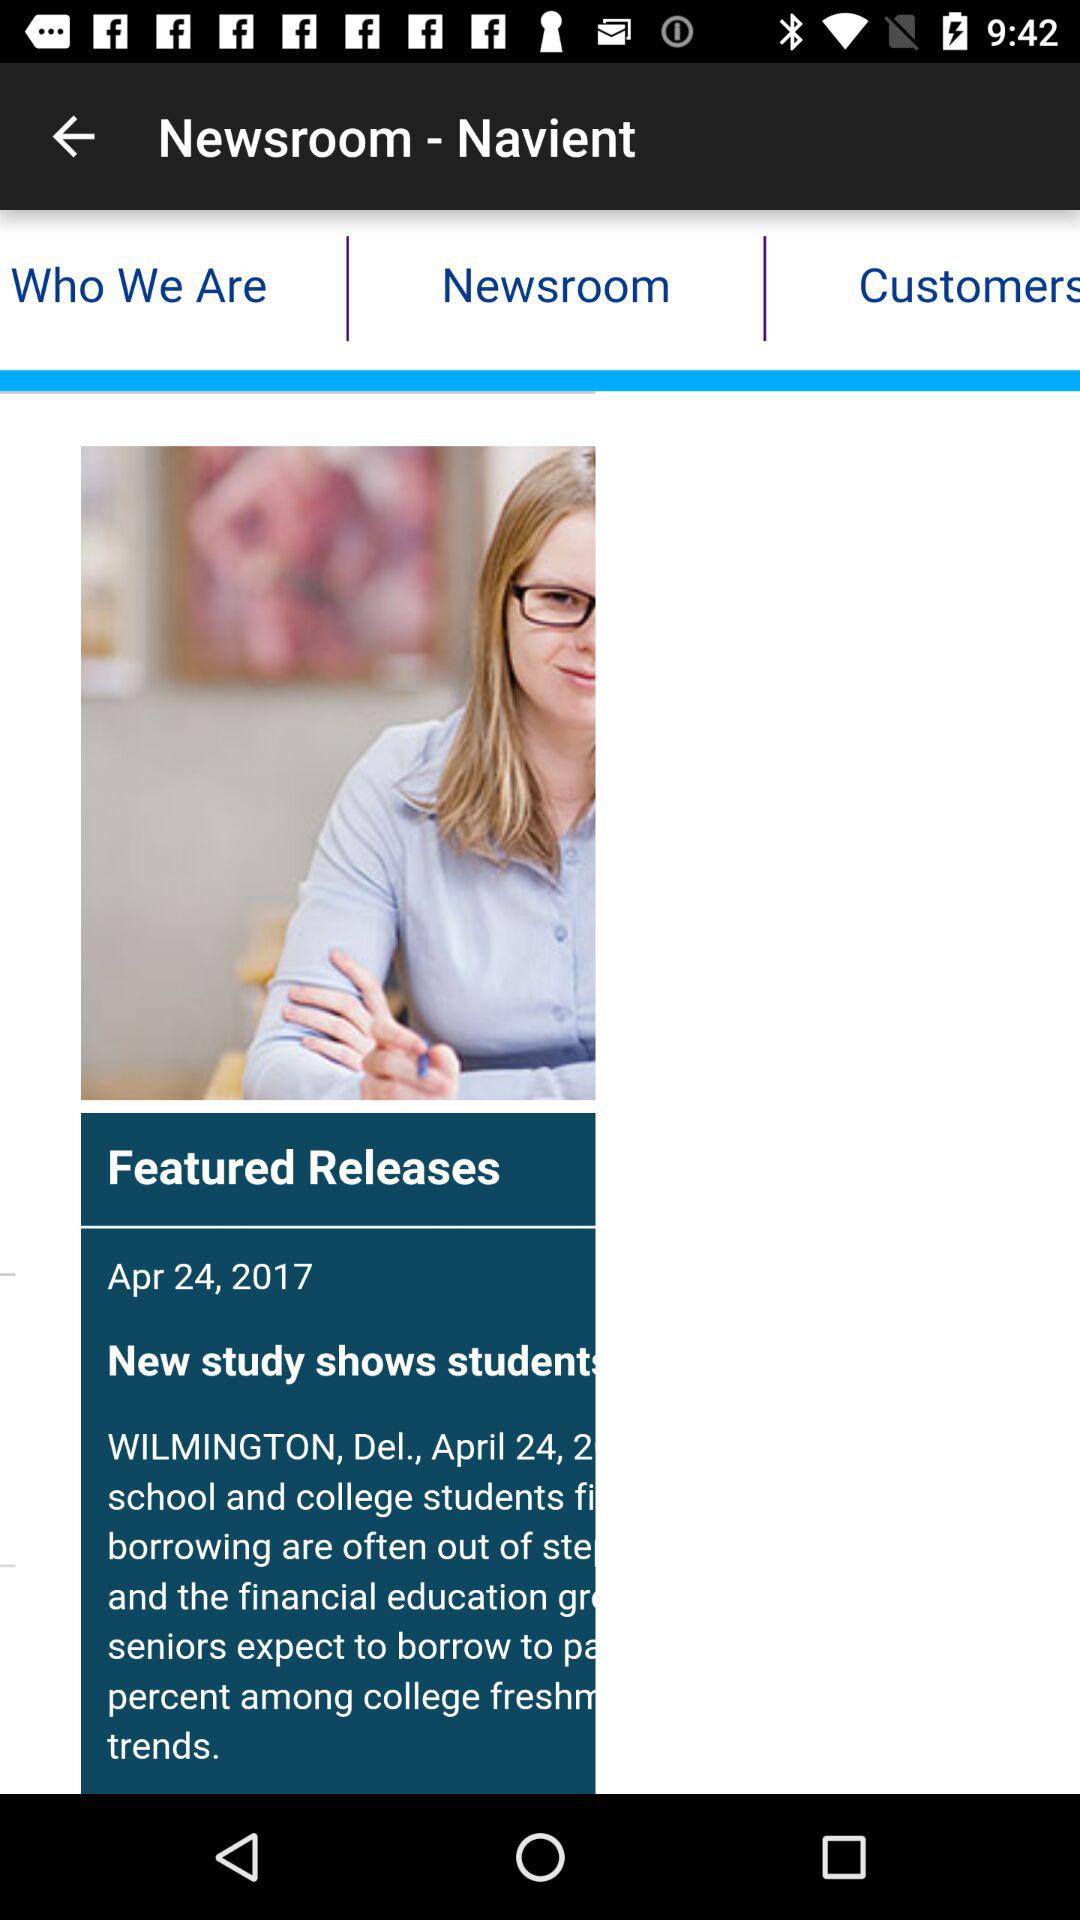 9:42
Newsroom - Navient
Who We Are
Newsroom
Customers
Featured Releases
Apr 24, 2017
New study shows students
WILMINGTON, Del., April 24, 2
school and college students fi
borrowing are often out of ste
and the financial education gr
seniors expect to borrow to pa
percent among college freshm
trends.